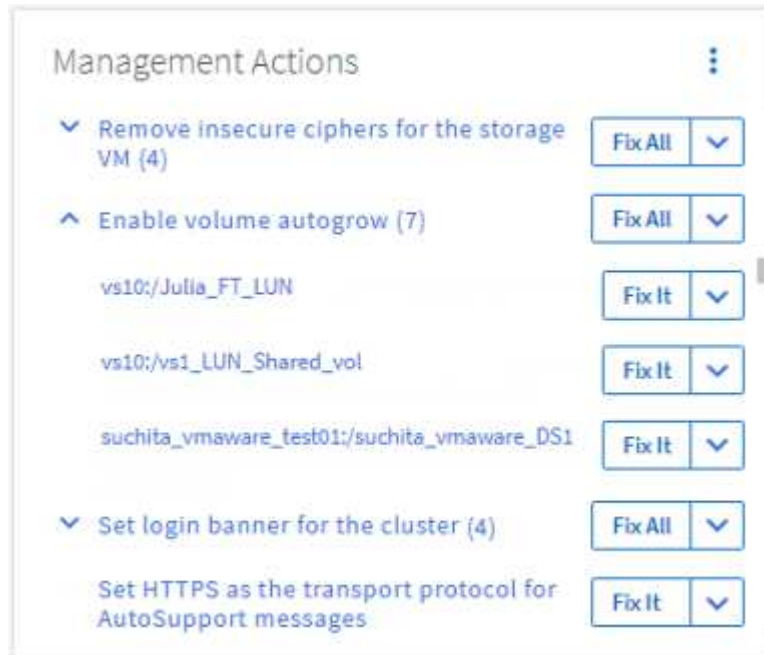 Management Actions
Remove insecure ciphers for the storage
VM (4)
Fix All
Enable volume autogrow (7)
Fix All
vs10:/Julia_FT_LUN
Fix It
vs10:/vs1_LUN_Shared_vol
Fix It
suchita_vmaware_test01:/suchita_vmaware_DS1
Fix It
Set login banner for the cluster (4)
Fix All
Set HTTPS as the transport protocol for
AutoSupport messages
Fix It